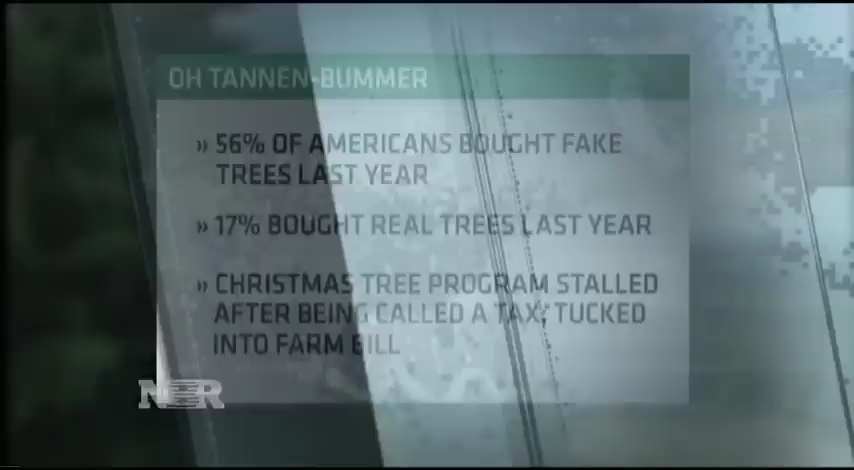 OH TANNEN-BUMMER
» 56% OF AMERICANS BOUGHT FAKE
TREES LAST YEAR
» 17% BOUGHT REAL TREES LAST YEAR
» CHRISTMAS TREE PROGRAM STALLED
AFTER BEING CALLED A TAX; TUCKED
INTO FARM BILL
NBR